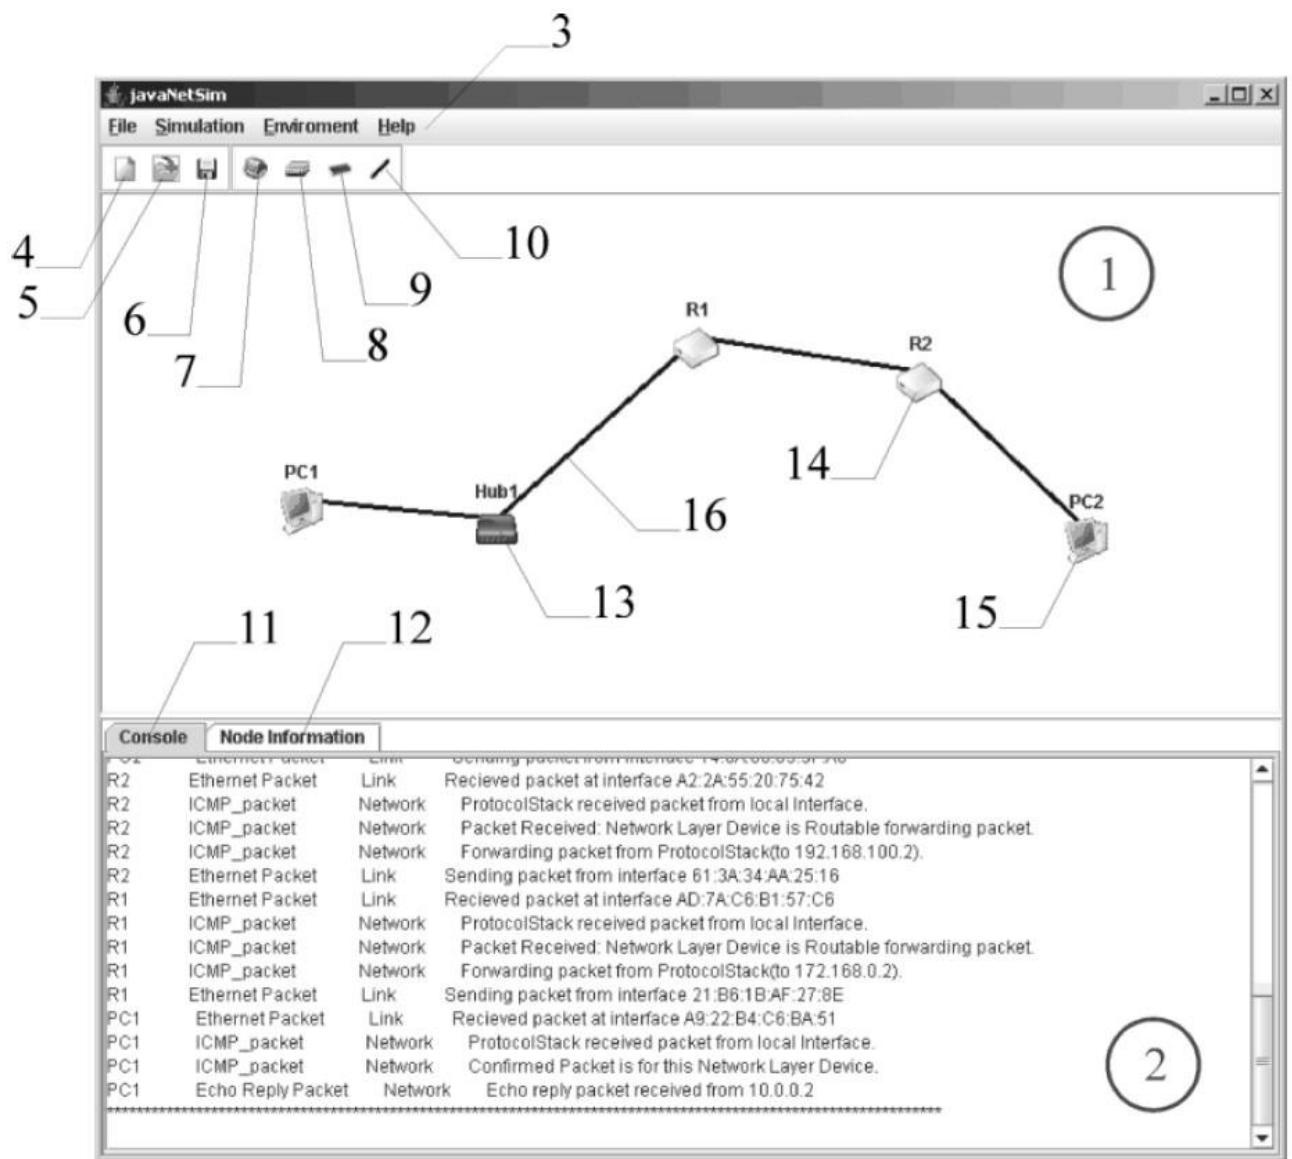 3
javaNetSim
File Simulation Enviroment Help
4
5
6
7
8
9
10
1
R1
R2
14
PC1
Hub1
16
PC2
13
15
11
12
Console Node Information
PC2 Ethernet Packet Link Sending packet from interface
R2 Ethernet Packet Link Recieved packet at interface A2:2A:55:20:75:42
R2 ICMP_packet Network ProtocolStack received packet from local Interface.
R2 ICMP_packet Network Packet Received: Network Layer Device is Routable forwarding packet.
R2 ICMP_packet Network Forwarding packet from ProtocolStack(to 192.168.100.2).
R2 Ethernet Packet Link Sending packet from interface 61:3A:34:AA:25:16
R1 Ethernet Packet Link Recieved packet at interface AD:7A:C6:B1:57:C6
R1 ICMP_packet Network ProtocolStack received packet from local Interface.
R1 ICMP_packet Network Packet Received: Network Layer Device is Routable forwarding packet.
R1 ICMP_packet Network Forwarding packet from ProtocolStack(to 172.168.0.2).
R1 Ethernet Packet Link Sending packet from interface 21:B6:1B:AF:27:8E
PC1 Ethernet Packet Link Recieved packet at interface A9:22:B4:C6:BA:51
PC1 ICMP_packet Network ProtocolStack received packet from local Interface.
PC1 ICMP_packet Network Confirmed Packet is for this Network Layer Device.
PC1 Echo Reply Packet Network Echo reply packet received from 10.0.0.2
2